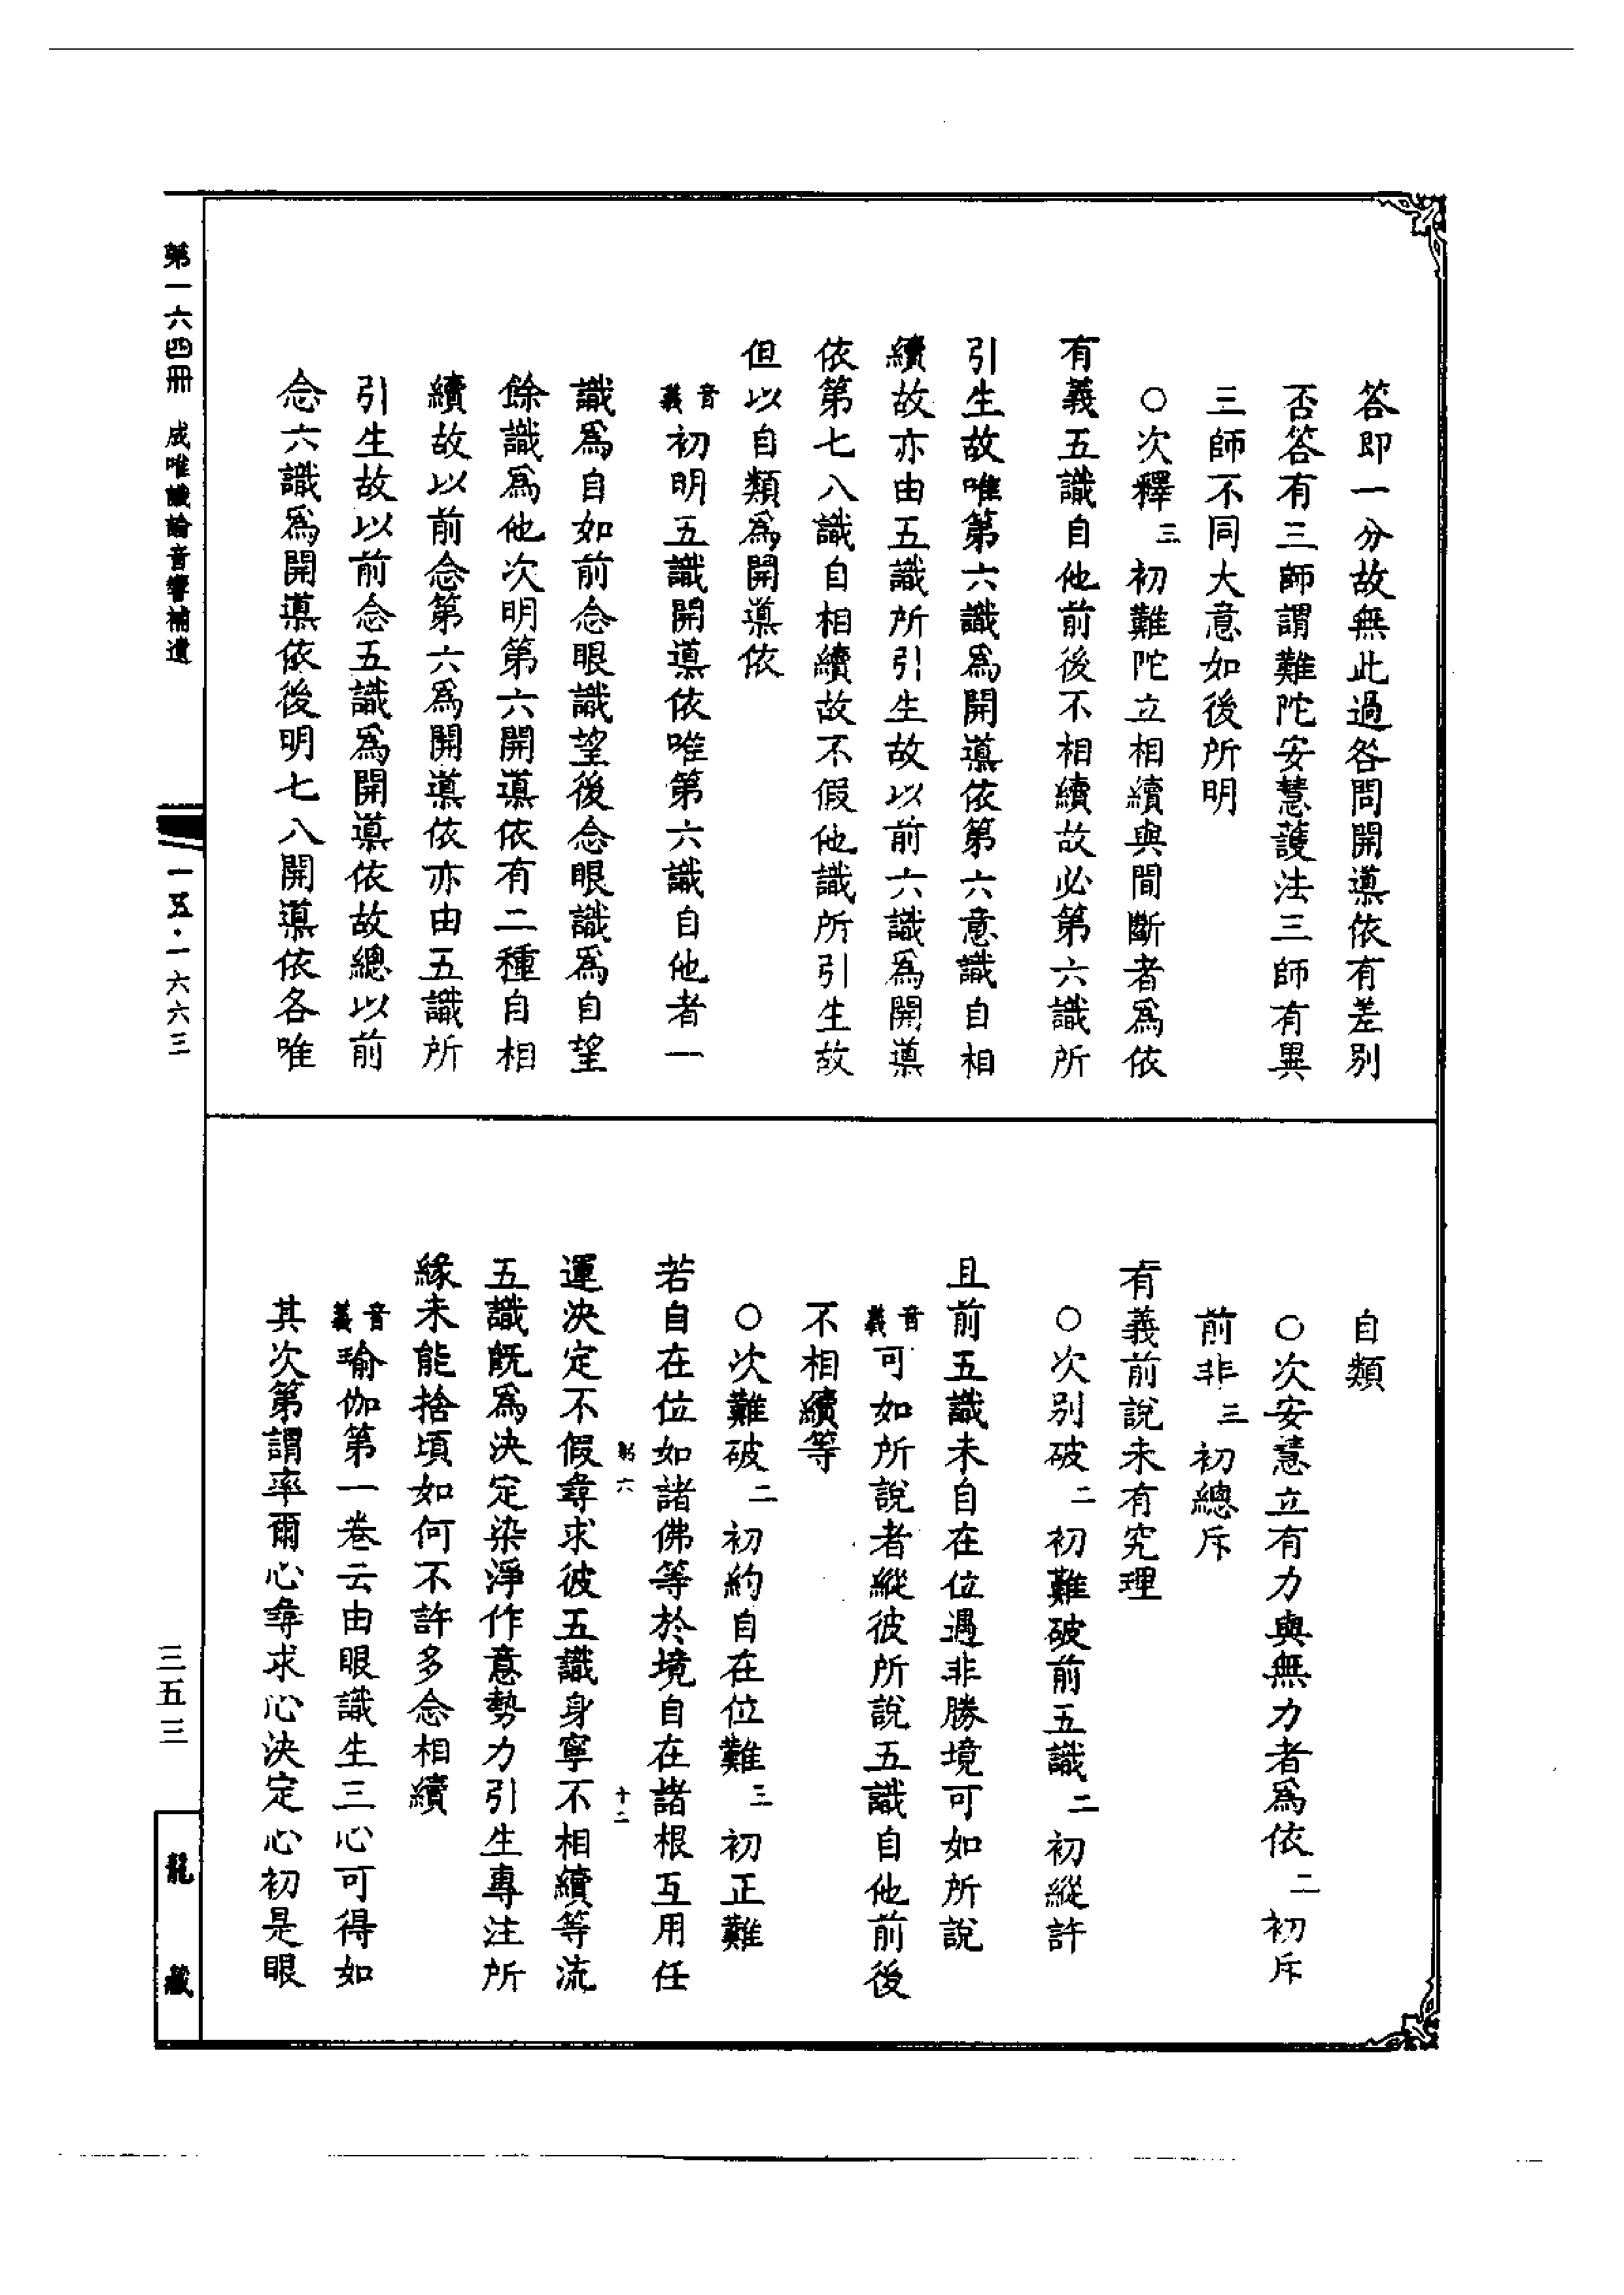 答即一分故無此過各問開導依有差別
否答有三師謂難陀安慧護法三師有異
三師不同大意如後所明
○次釋三初難陀立相續與間斷者為依
有義五識自他前後不相續故必第六識所
引生故唯第六識為開導依第六意識自相
續故亦由五識所引生故以前六識為開導
依第七八識自相續故不假他識所引生故
但以自類為開導依
音義初明五識開導依唯第六識自他者一
識為自如前念眼識望後念眼識為自望
餘識為他次明第六開導依有二種自相
續故以前念第六為開導依亦由五識所
引生故以前念五識為開導依故總以前
念六識為開導依後明七八開導依各唯
自類
○次安慧立有力與無力者為依二初斥
前非三初總斥
有義前說未有究理
○次別破二初難破前五識二初縱許
且前五識未自在位遇非勝境可如所說
音義可如所說者縱彼所說五識自他前後
不相續等
○次難破二初約自在位難三初正難
若自在位如諸佛等於境自在諸根互用任
躬六 十二
運決定不假尋求彼五識身寧不相續等流
五識既為決定染淨作意勢力引生專注所
緣未能捨頃如何不許多念相續
音義瑜伽第一卷云由眼識生三心可得如
其次第謂率爾心尋求心決定心初是眼
第一六四冊 成唯識論音響補遺
一五·一六六三
三五三
龍藏